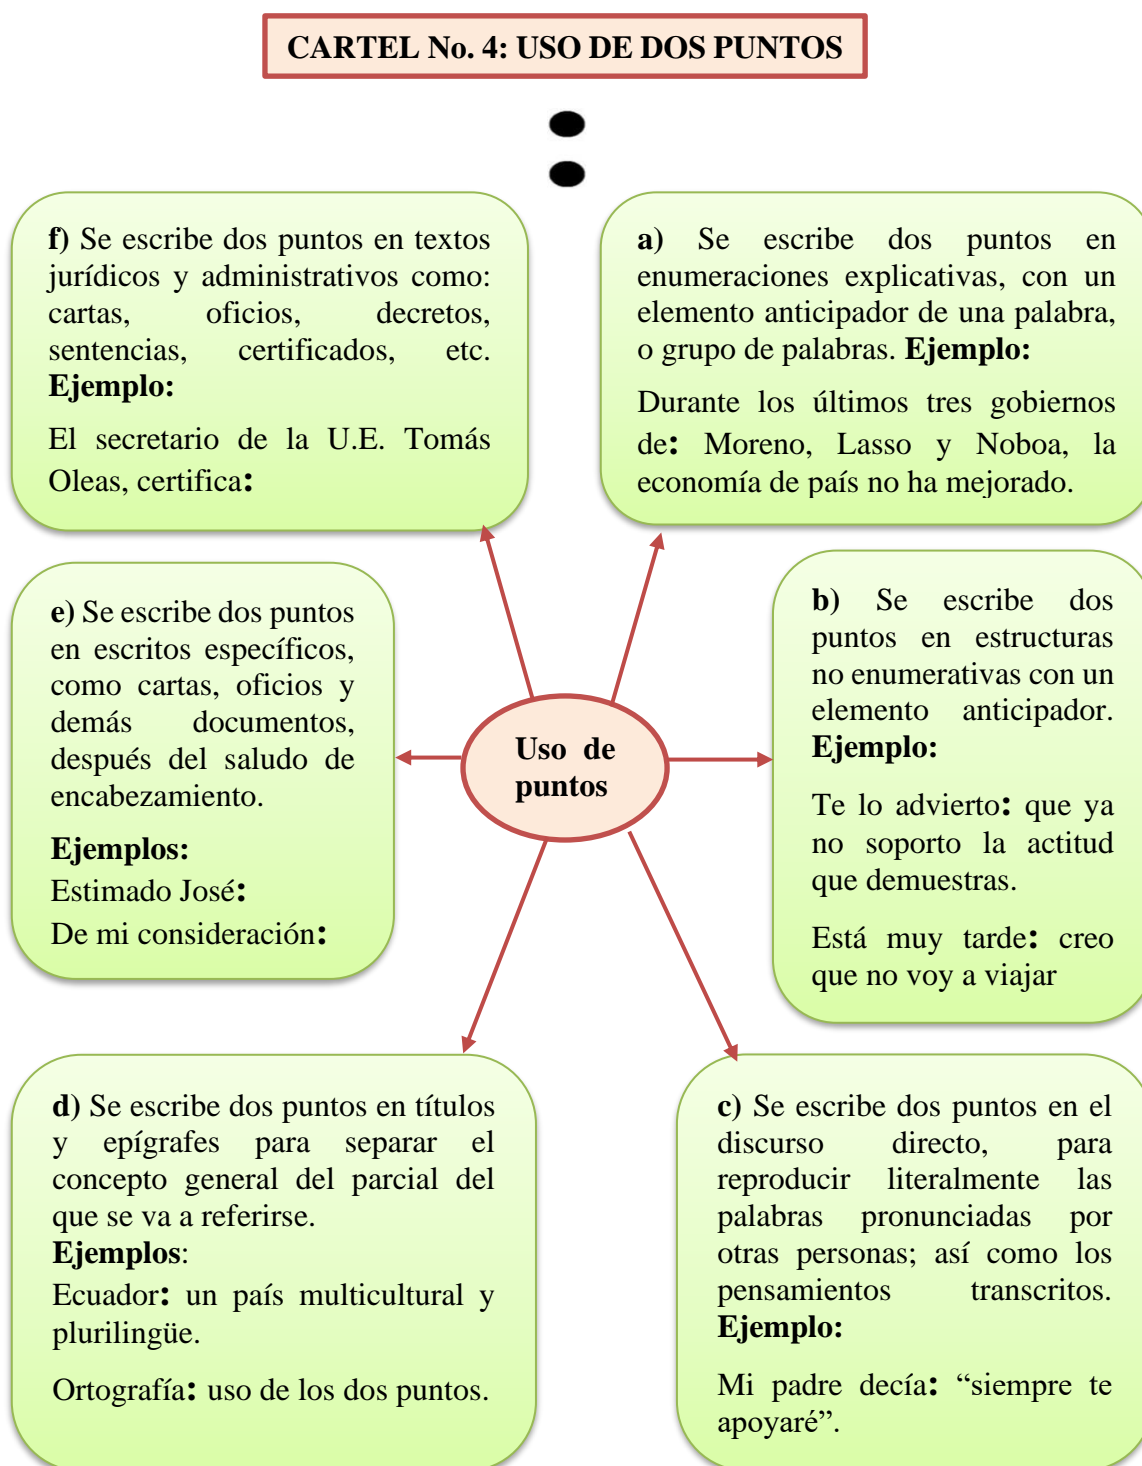 CARTEL No. 4: USO DE DOS PUNTOS
:
f) Se escribe dos puntos en textos
jurídicos y administrativos como:
cartas, oficios, decretos,
sentencias, certificados, etc.
Ejemplo:
El secretario de la U.E. Tomás
Oleas, certifica:
a) Se escribe dos puntos en
enumeraciones explicativas, con un
elemento anticipador de una palabra,
o grupo de palabras. Ejemplo:
Durante los últimos tres gobiernos
de: Moreno, Lasso y Noboa, la
economía de país no ha mejorado.
e) Se escribe dos puntos
en escritos específicos,
como cartas, oficios y
demás documentos,
después del saludo de
encabezamiento.
Ejemplos:
Estimado José:
De mi consideración:
Uso de
puntos
b) Se escribe dos
puntos en estructuras
no enumerativas con un
elemento anticipador.
Ejemplo:
Te lo advierto: que ya
no soporto la actitud
que demuestras.
Está muy tarde: creo
que no voy a viajar
d) Se escribe dos puntos en títulos
y epígrafes para separar el
concepto general del parcial del
que se va a referirse.
Ejemplos:
Ecuador: un país multicultural y
plurilingüe.
Ortografía: uso de los dos puntos.
c) Se escribe dos puntos en el
discurso directo, para
reproducir literalmente las
palabras pronunciadas por
otras personas; así como los
pensamientos transcritos.
Ejemplo:
Mi padre decía: “siempre te
apoyaré”.